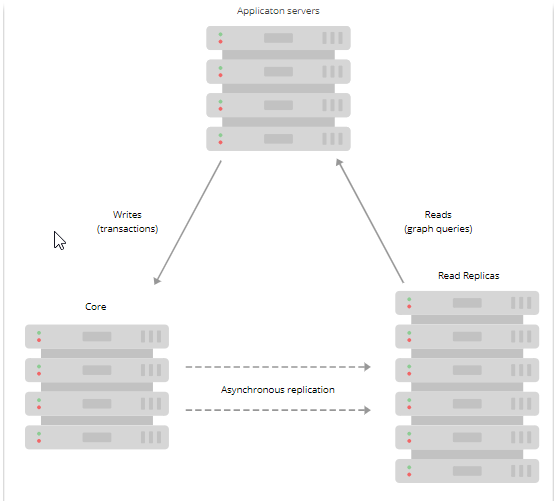 Applicaton servers
Writes
(transactions)
Reads
(graph queries)
Read Replicas
Core
Asynchronous replication